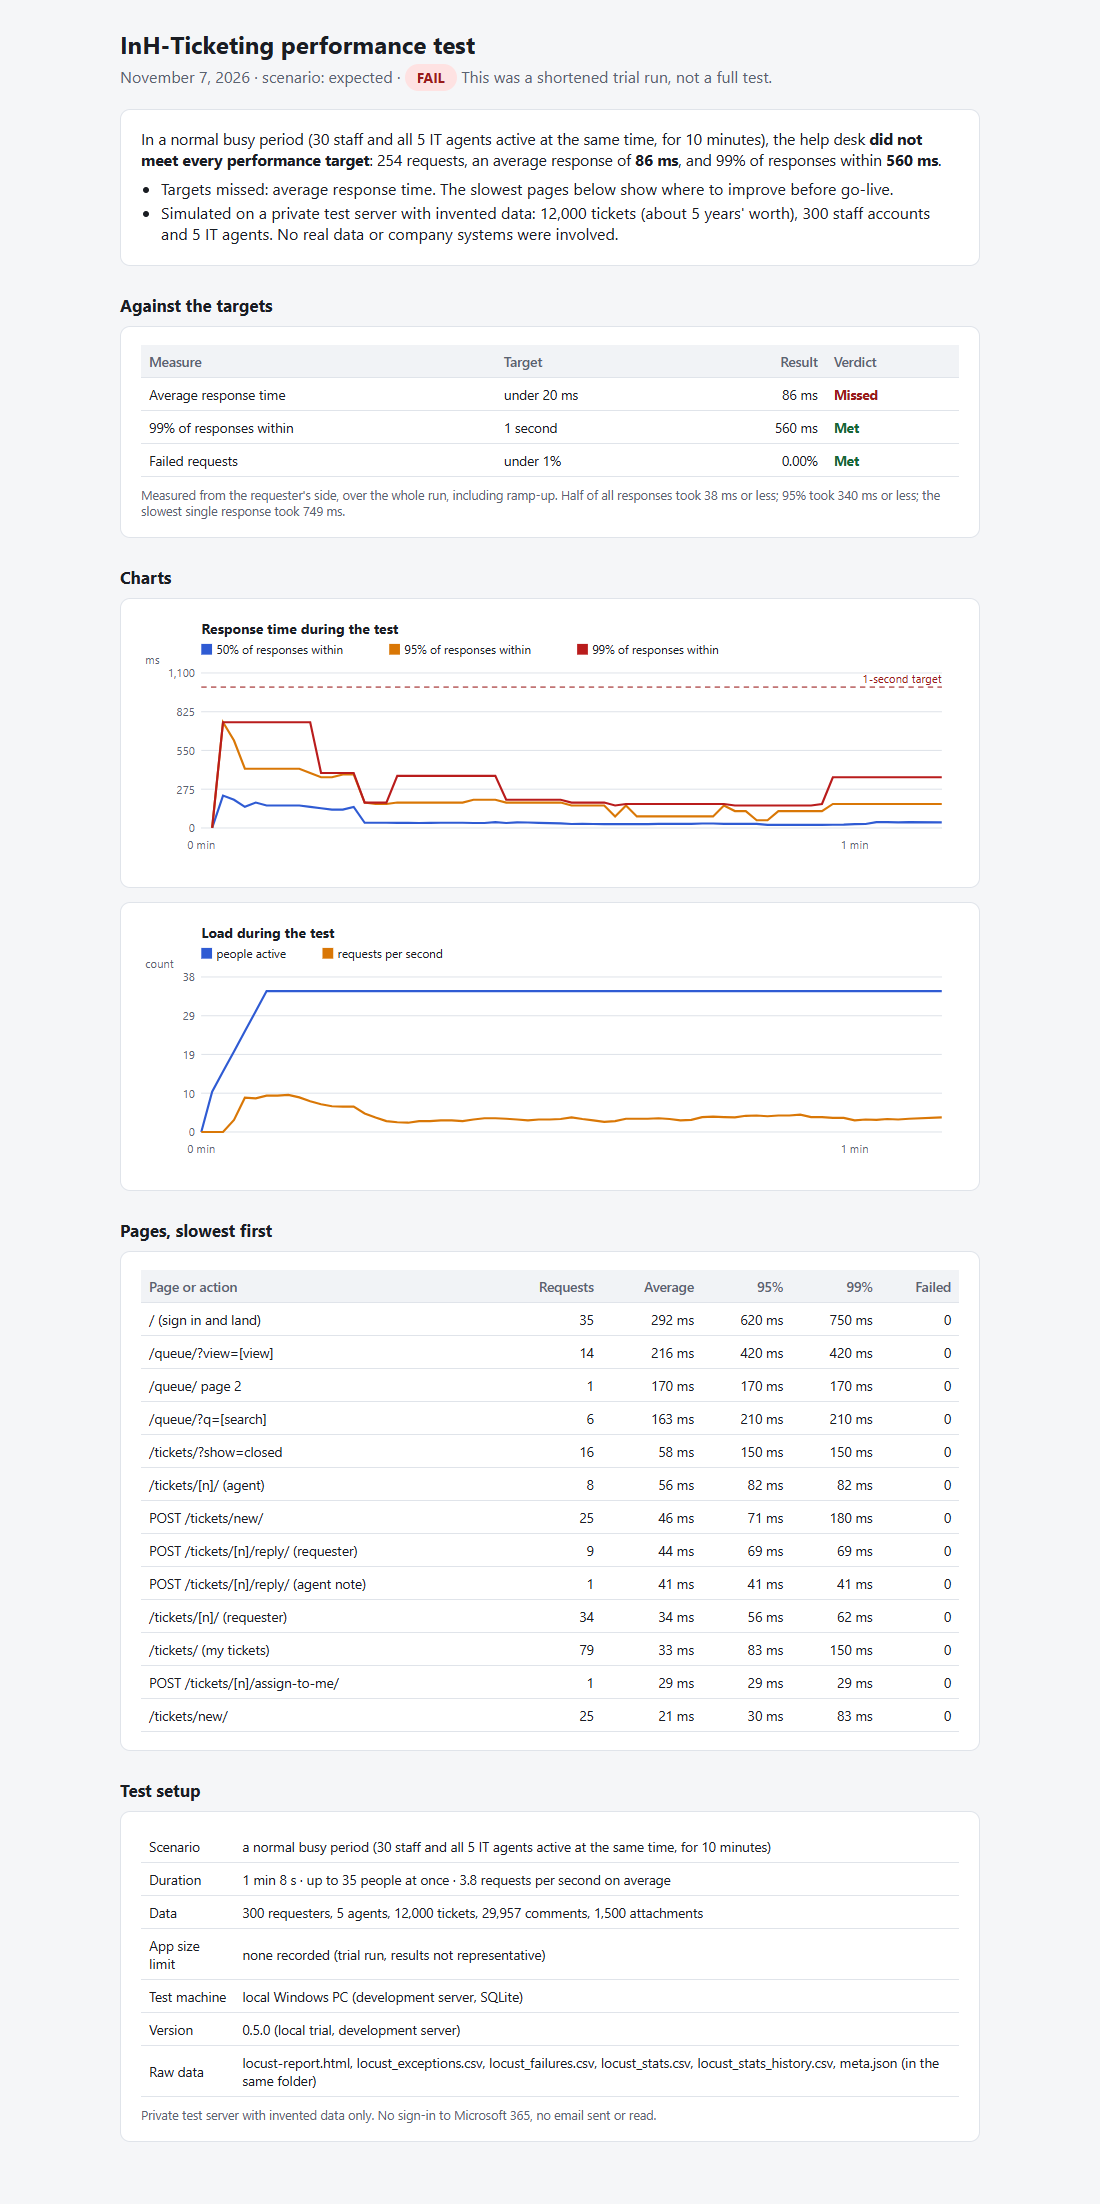 InH-Ticketing performance test
November 7, 2026 · scenario: expected · FAIL This was a shortened trial run, not a full test.
In a normal busy period (30 staff and all 5 IT agents active at the same time, for 10 minutes), the help desk did not
meet every performance target: 254 requests, an average response of 86 ms, and 99% of responses within 560 ms.
• Targets missed: average response time. The slowest pages below show where to improve before go-live.
• Simulated on a private test server with invented data: 12,000 tickets (about 5 years' worth), 300 staff accounts
and 5 IT agents. No real data or company systems were involved.
Against the targets
Measure Target Result Verdict
Average response time under 20 ms 86 ms Missed
99% of responses within 1 second 560 ms Met
Failed requests under 1% 0.00% Met
Measured from the requester's side, over the whole run, including ramp-up. Half of all responses took 38 ms or less; 95% took 340 ms or less; the
slowest single response took 749 ms.
Charts
Response time during the test
50% of responses within 95% of responses within 99% of responses within
ms
1,100
1-second target
825
550
275
0
0 min 1 min
Load during the test
people active requests per second
count
38
29
19
10
0
0 min 1 min
Pages, slowest first
Page or action Requests Average 95% 99% Failed
/ (sign in and land) 35 292 ms 620 ms 750 ms 0
/queue/?view=[view] 14 216 ms 420 ms 420 ms 0
/queue/ page 2 1 170 ms 170 ms 170 ms 0
/queue/?q=[search] 6 163 ms 210 ms 210 ms 0
/tickets/?show=closed 16 58 ms 150 ms 150 ms 0
/tickets/[n]/ (agent) 8 56 ms 82 ms 82 ms 0
POST /tickets/new/ 25 46 ms 71 ms 180 ms 0
POST /tickets/[n]/reply/ (requester) 9 44 ms 69 ms 69 ms 0
POST /tickets/[n]/reply/ (agent note) 1 41 ms 41 ms 41 ms 0
/tickets/[n]/ (requester) 34 34 ms 56 ms 62 ms 0
/tickets/ (my tickets) 79 33 ms 83 ms 150 ms 0
POST /tickets/[n]/assign-to-me/ 1 29 ms 29 ms 29 ms 0
/tickets/new/ 25 21 ms 30 ms 83 ms 0
Test setup
Scenario a normal busy period (30 staff and all 5 IT agents active at the same time, for 10 minutes)
Duration 1 min 8 s · up to 35 people at once · 3.8 requests per second on average
Data 300 requesters, 5 agents, 12,000 tickets, 29,957 comments, 1,500 attachments
App size
limit none recorded (trial run, results not representative)
Test machine local Windows PC (development server, SQLite)
Version 0.5.0 (local trial, development server)
Raw data locust-report.html, locust_exceptions.csv, locust_failures.csv, locust_stats.csv, locust_stats_history.csv, meta.json (in the
same folder)
Private test server with invented data only. No sign-in to Microsoft 365, no email sent or read.